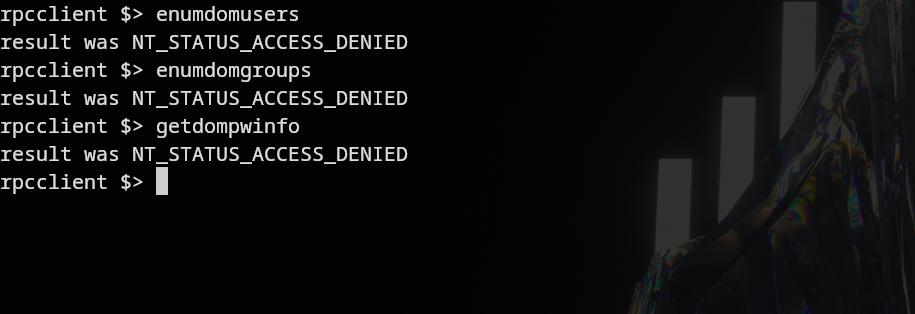 rpcclient $> enumdomusers
result was NT_STATUS_ACCESS_DENIED
rpcclient $> enumdomgroups
result was NT_STATUS_ACCESS_DENIED
rpcclient $> getdompwinfo
result was NT_STATUS_ACCESS_DENIED
rpcclient $>